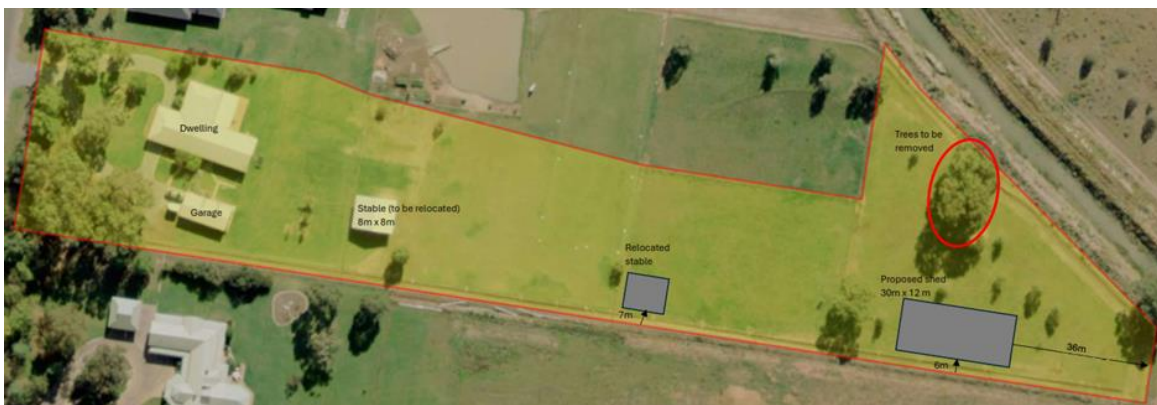 Dwelling
Garage
Stable (to be relocated)
8m x 8m
Relocated
stable
7m
Trees to be
removed
Proposed shed
30m x 12 m
6m
36m